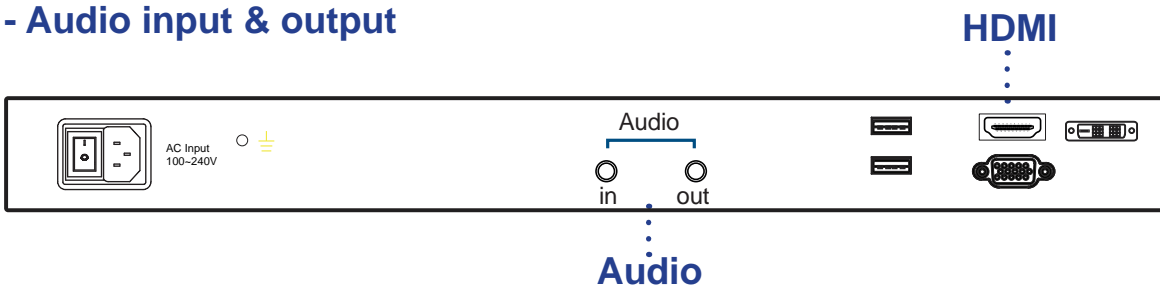 - Audio input & output
HDMI
Audio
AC Input
100~240V
in
out
Audio